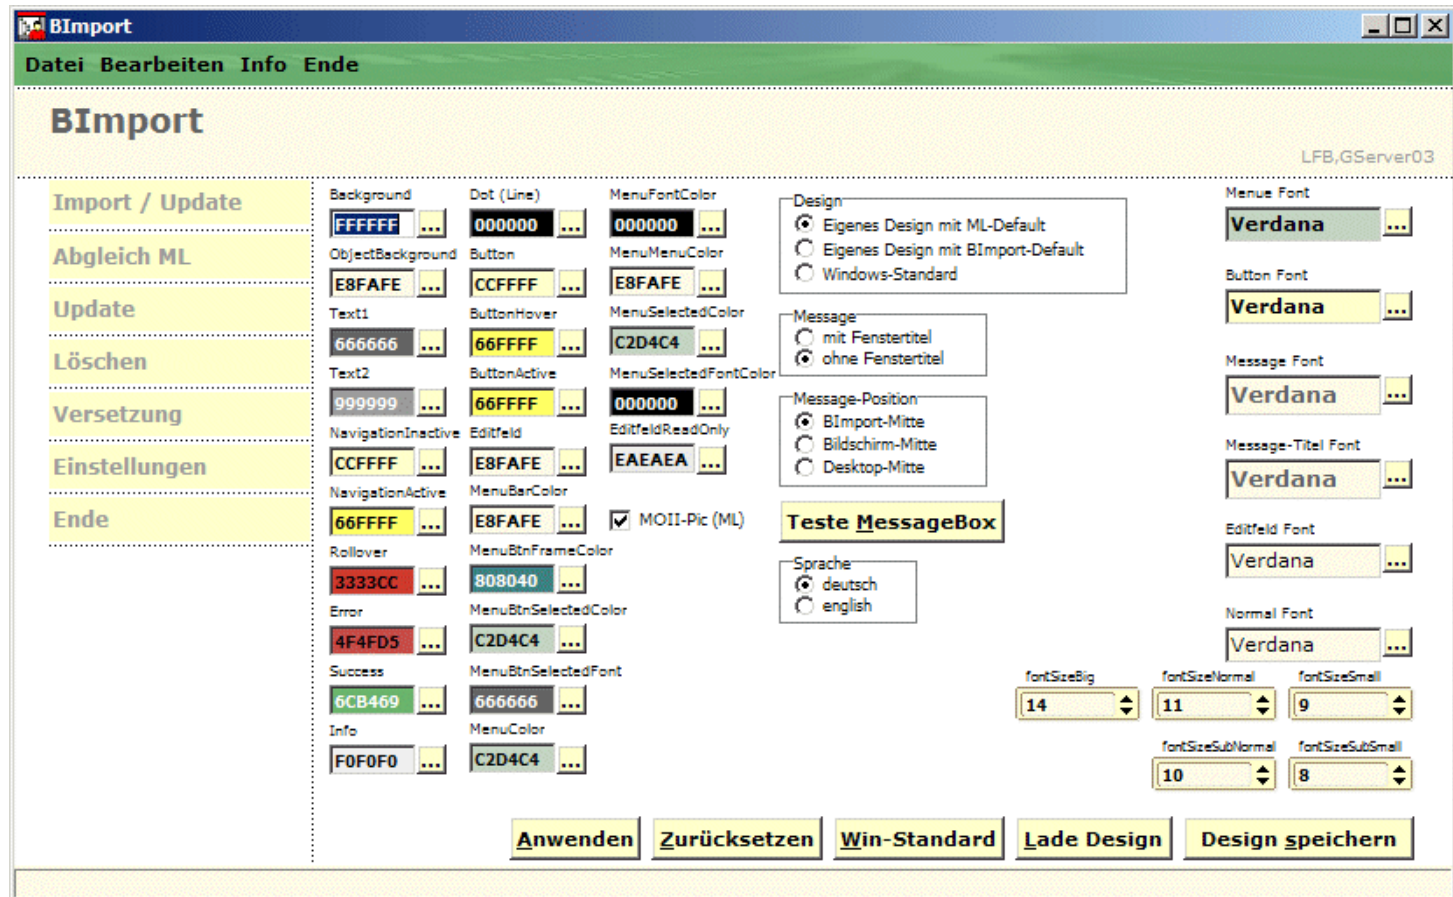 BImport
Datei Bearbeiten Info Ende
BImport
LFB,GServer03
Import / Update
Abgleich ML
Update
Löschen
Versetzung
Einstellungen
Ende
Background
FFFFFF ...
ObjectBackground
E8FAFE ...
Text1
666666 ...
Text2
999999 ...
NavigationInactive
CCFFFF ...
NavigationActive
66FFFF ...
Rollover
3333CC ...
Error
4F4FD5 ...
Success
6CB469 ...
Info
F0F0F0 ...
Dot (Line)
000000 ...
Button
CCFFFF ...
ButtonHover
66FFFF ...
ButtonActive
66FFFF ...
Editfeld
E8FAFE ...
MenuBarColor
E8FAFE ...
MenuBtnFrameColor
808040 ...
MenuBtnSelectedColor
C2D4C4 ...
MenuBtnSelectedFont
666666 ...
MenuColor
C2D4C4 ...
MenuFontColor
000000 ...
MenuMenuColor
E8FAFE ...
MenuSelectedColor
C2D4C4 ...
MenuSelectedFontColor
000000 ...
EditfeldReadOnly
EAEAEA ...
MOII-Pic (ML)
Design
Eigenes Design mit ML-Default
Eigenes Design mit BImport-Default
Windows-Standard
Message
mit Fenstertitel
ohne Fenstertitel
Message-Position
BImport-Mitte
Bildschirm-Mitte
Desktop-Mitte
Teste MessageBox
Sprache
deutsch
english
Menue Font
Verdana ...
Button Font
Verdana ...
Message Font
Verdana ...
Message-Titel Font
Verdana ...
Editfeld Font
Verdana ...
Normal Font
Verdana ...
fontSizeBig
14
fontSizeNormal
11
fontSizeSmall
9
fontSizeSubNormal
10
fontSizeSubSmall
8
Anwenden
Zurücksetzen
Win-Standard
Lade Design
Design speichern